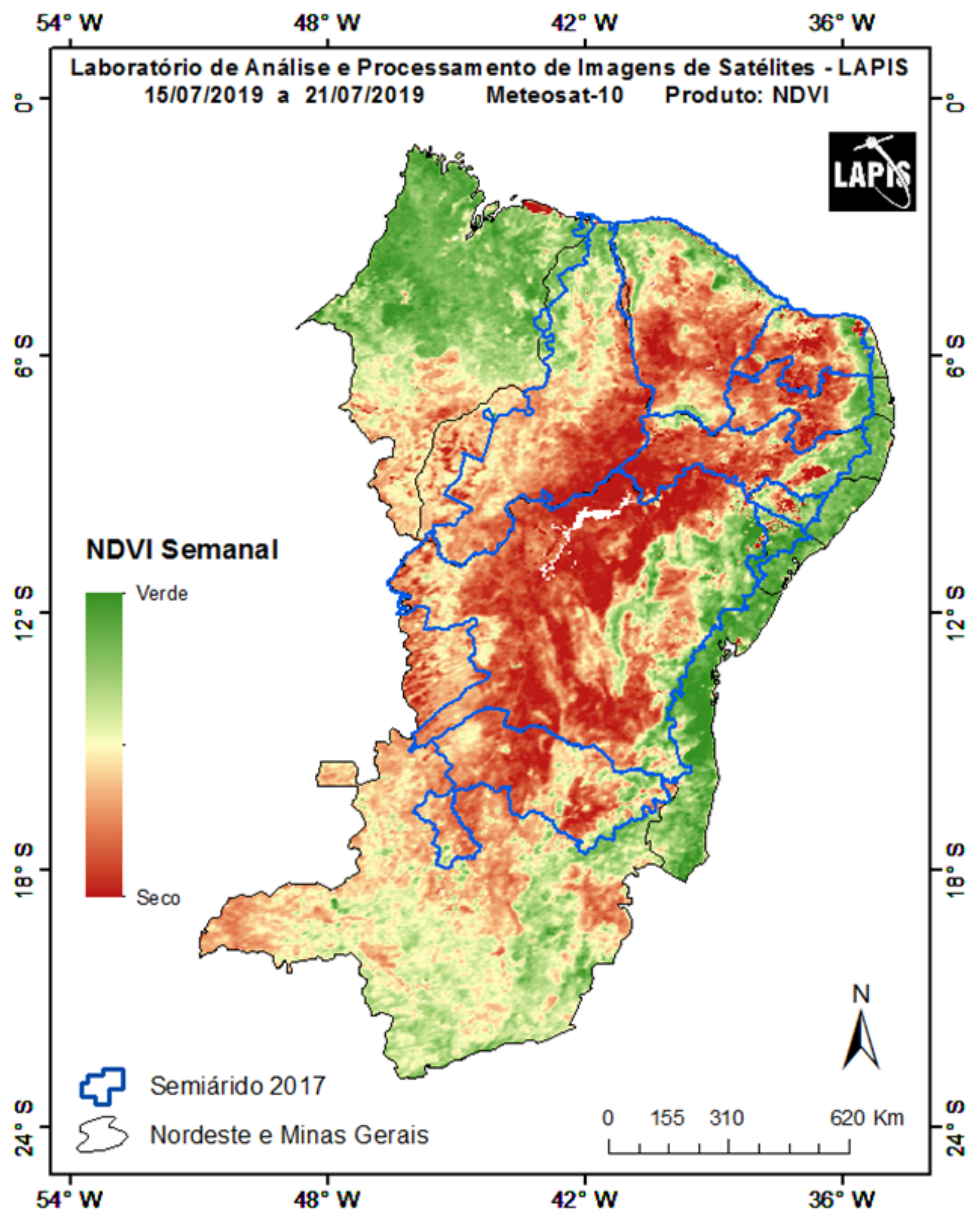 54° W 48° W 42° W 36° W
Laboratório de Análise e Processamento de Imagens de Satélites - LAPIS
15/07/2019 a 21/07/2019 Meteosat-10 Produto: NDVI
0° 0°
LAPIS
6°S 6°S
NDVI Semanal
Verde
12°S 12°S
Seco
18°S 18°S
N
Semiárido 2017
0 155 310 620 Km
Nordeste e Minas Gerais
24°S 24°S
54° W 48° W 42° W 36° W